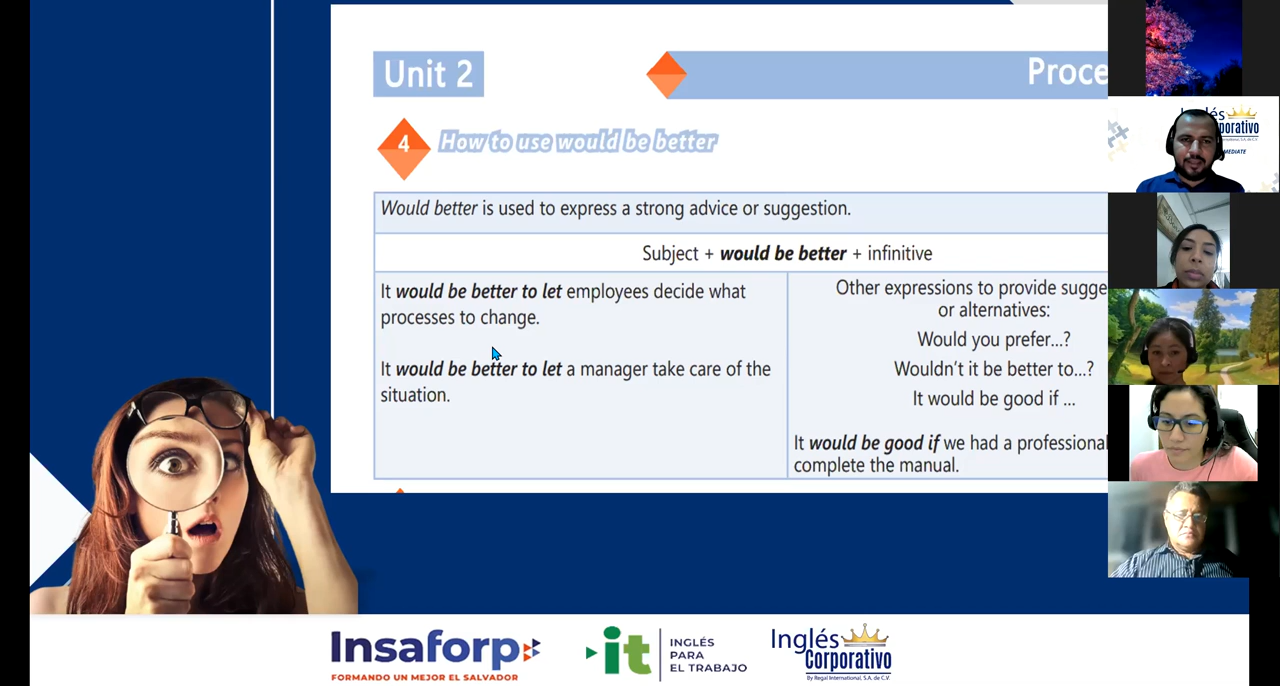 Unit 2
Proce
4
How to use would be better
Would better is used to express a strong advice or suggestion.
Subject + would be better + infinitive
It would be better to let employees decide what
processes to change.
It would be better to let a manager take care of the
situation.
Other expressions to provide sugge
or alternatives:
Would you prefer...?
Wouldn't it be better to...?
It would be good if ...
It would be good if we had a professional
complete the manual.
Insaforp
FORMANDO UN MEJOR EL SALVADOR
it
INGLÉS
PARA
EL TRABAJO
Inglés
Corporativo
By Regal International, S.A. de C.V.